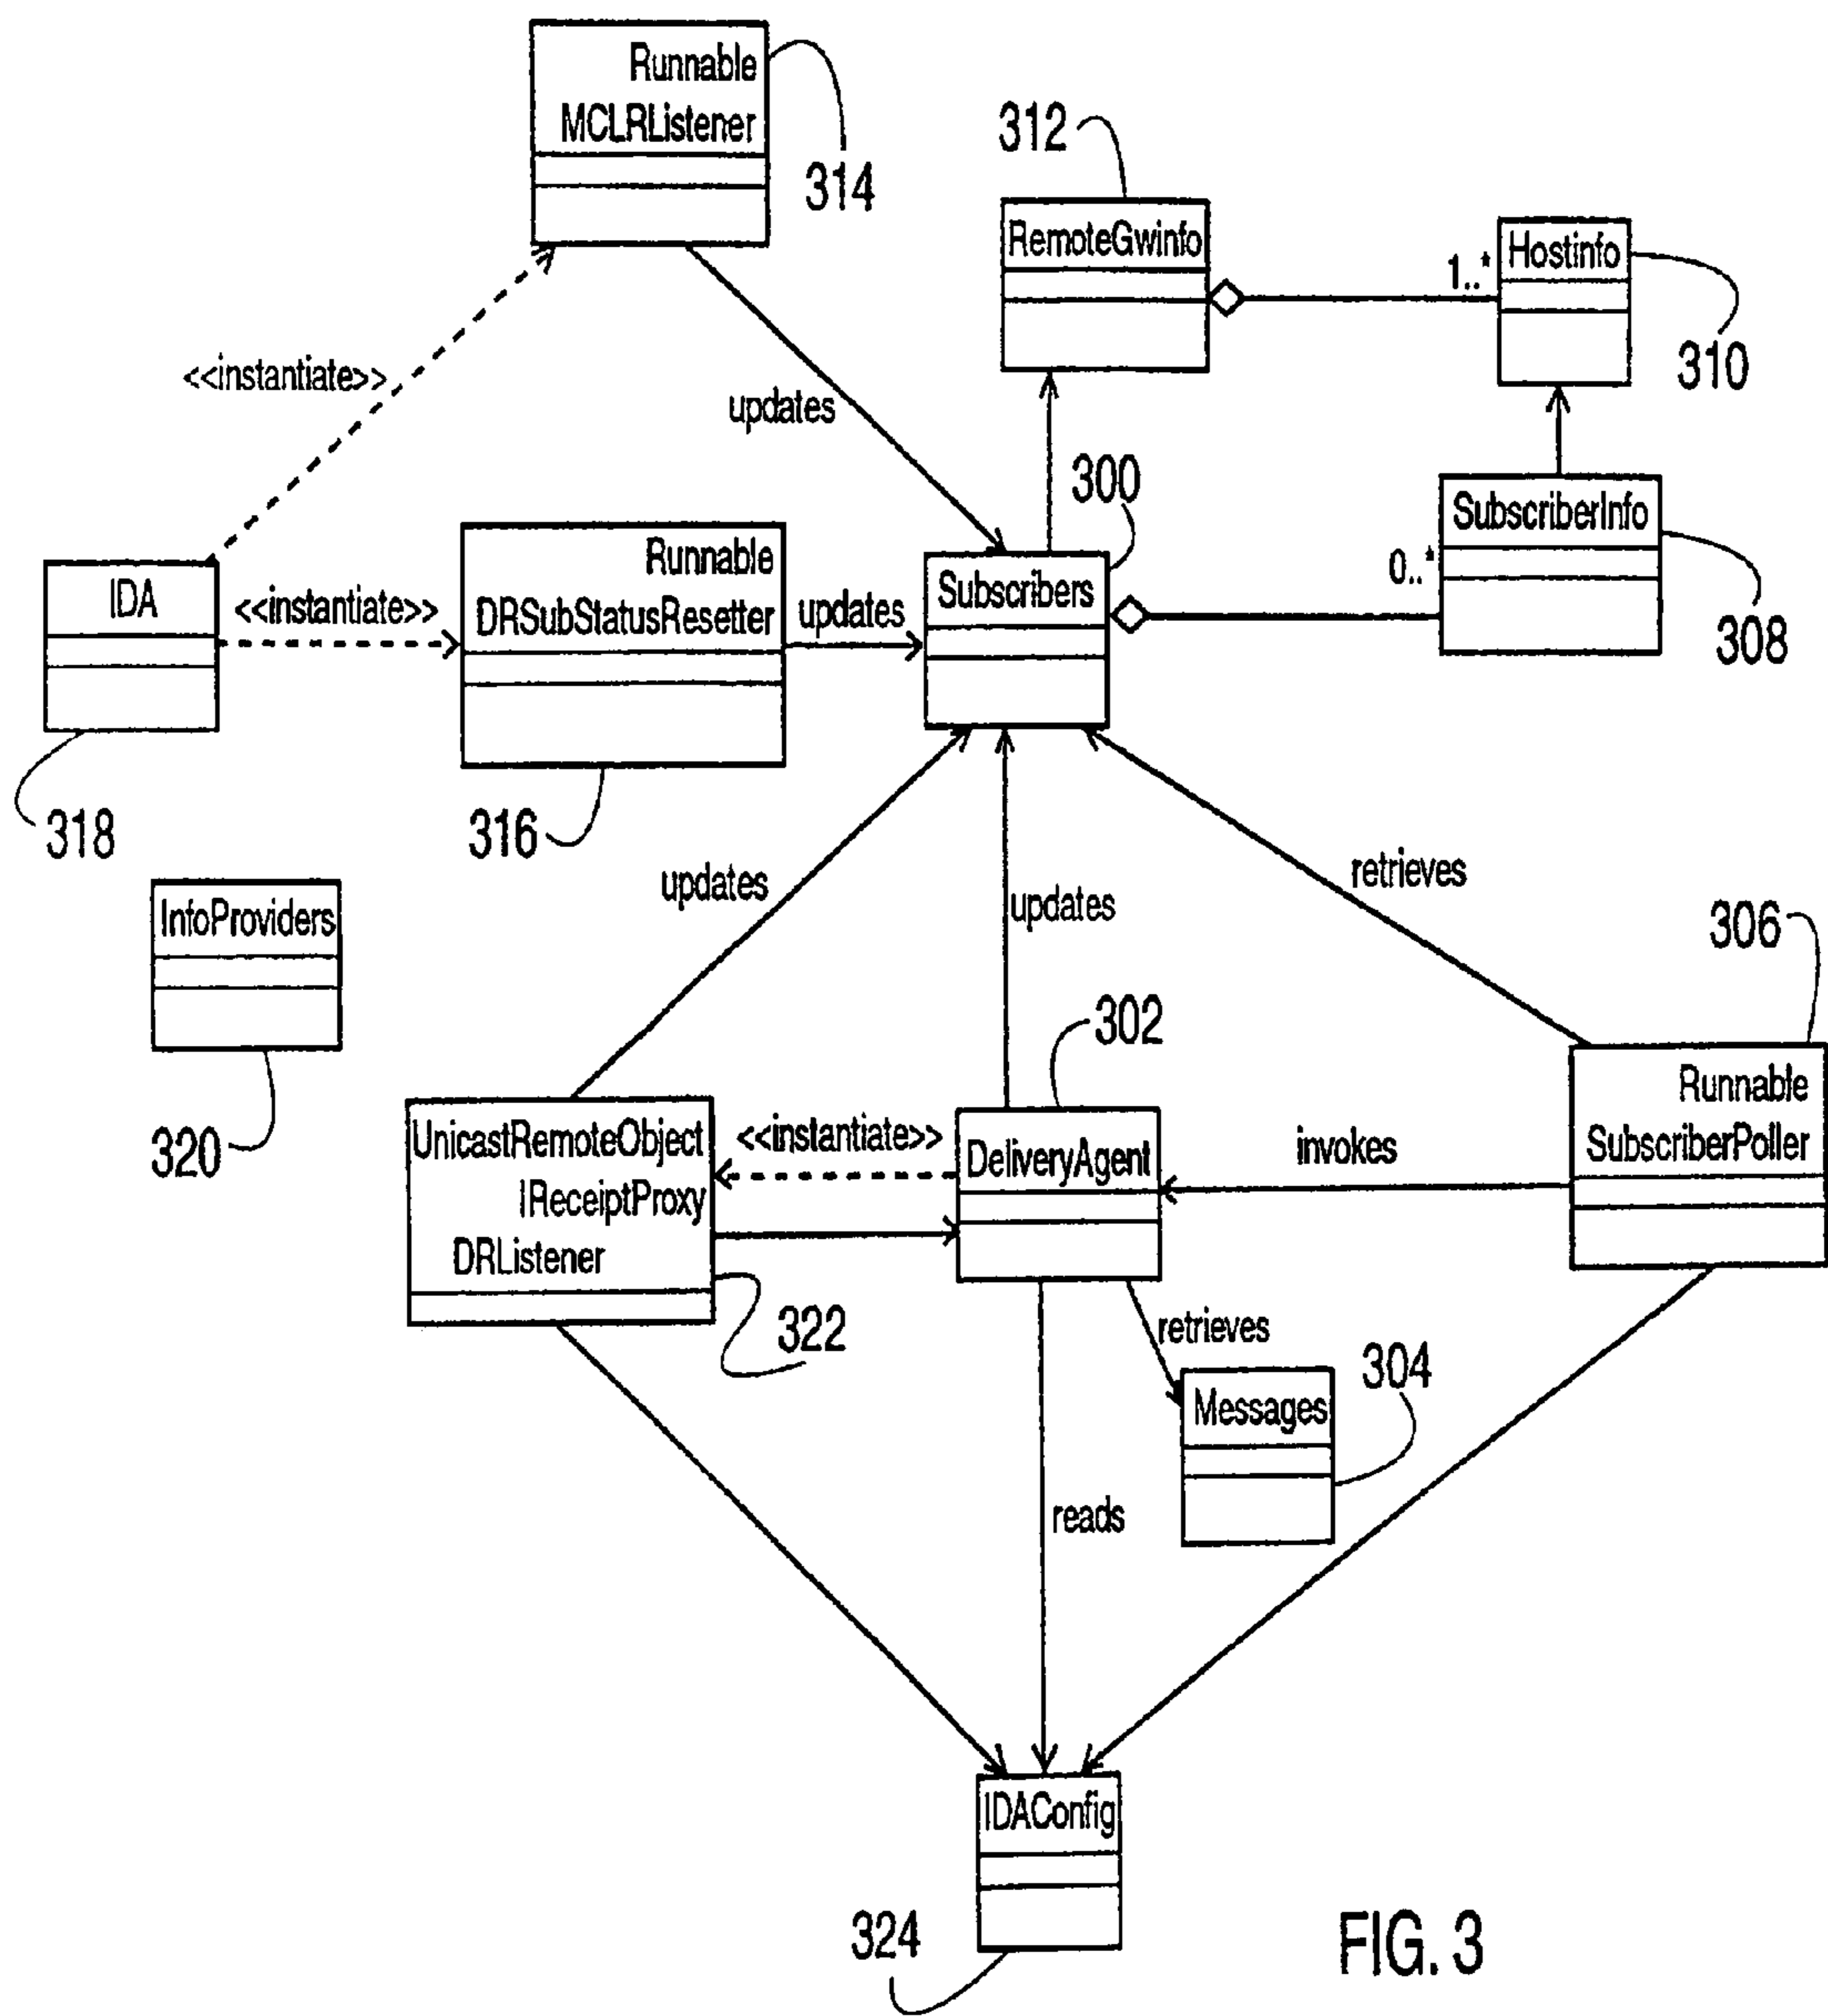 Runnable
MCLRListener
314
312
RemoteGwinfo
1..*
Hostinfo
310
<<instantiate>>
updates
300
SubscriberInfo
0..*
308
IDA
<<instantiate>>
Runnable
DRSubStatusResetter
updates
Subscribers
318
316
updates
updates
retrieves
InfoProviders
320
306
302
UnicastRemoteObject
IReceiptProxy
DRListener
<<instantiate>>
DeliveryAgent
invokes
Runnable
SubscriberPoller
322
retrieves
304
Messages
reads
IDAConfig
324
FIG. 3